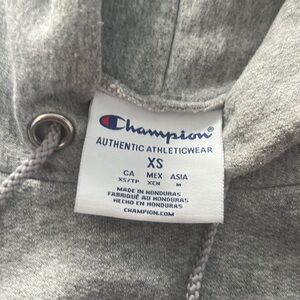 Champion®
AUTHENTIC ATHLETICWEAR
XS
CA MEX ASIA
XS/TP XCH M
MADE IN HONDURAS
FABRIQUÉ AU HONDURAS
HECHO EN HONDURAS
CHAMPION.COM